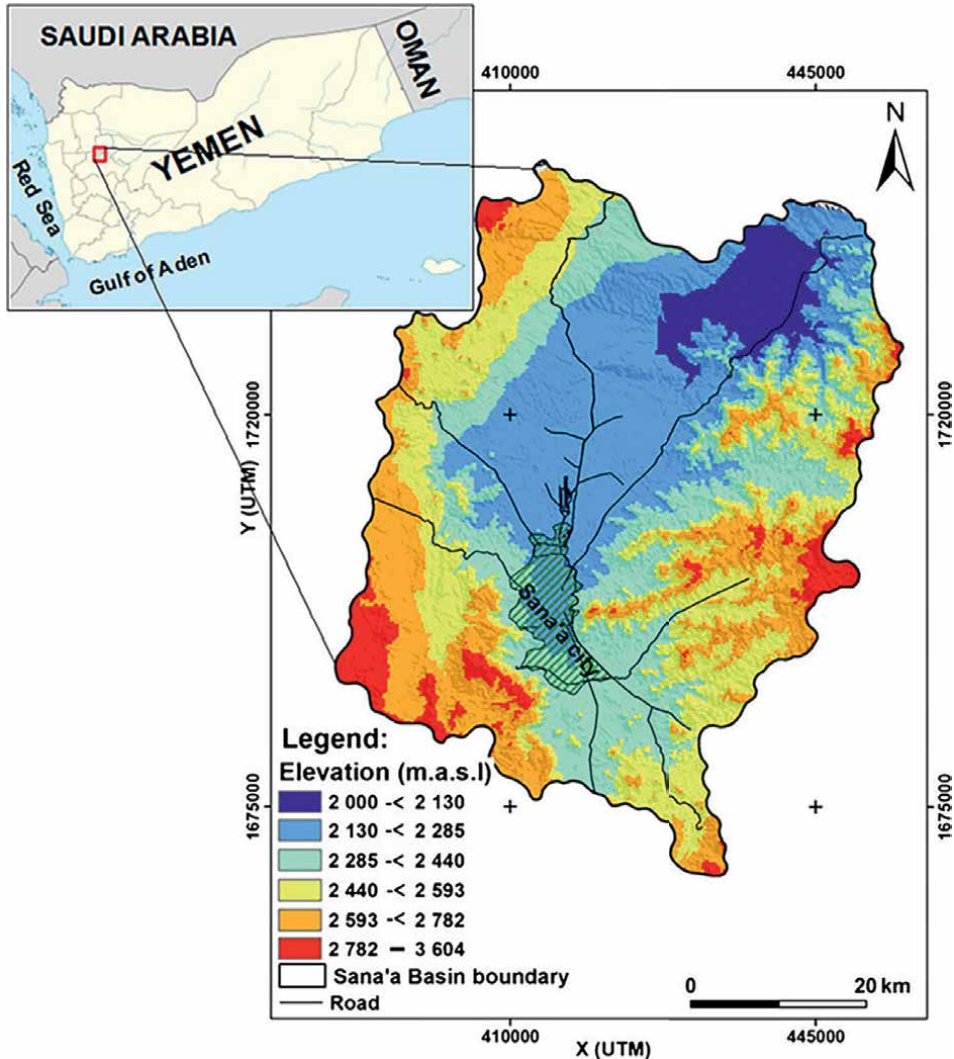 SAUDI ARABIA
OMAN
YEMEN
Red Sea
Gulf of Aden
410000
445000
N
1720000
1720000
Y (UTM)
Sana'a city
Legend:
Elevation (m.a.s.l)
2 000 -< 2 130
2 130 -< 2 285
2 285 -< 2 440
2 440 -< 2 593
2 593 -< 2 782
2 782 – 3 604
Sana'a Basin boundary
Road
1675000
1675000
0 20 km
410000
445000
X (UTM)